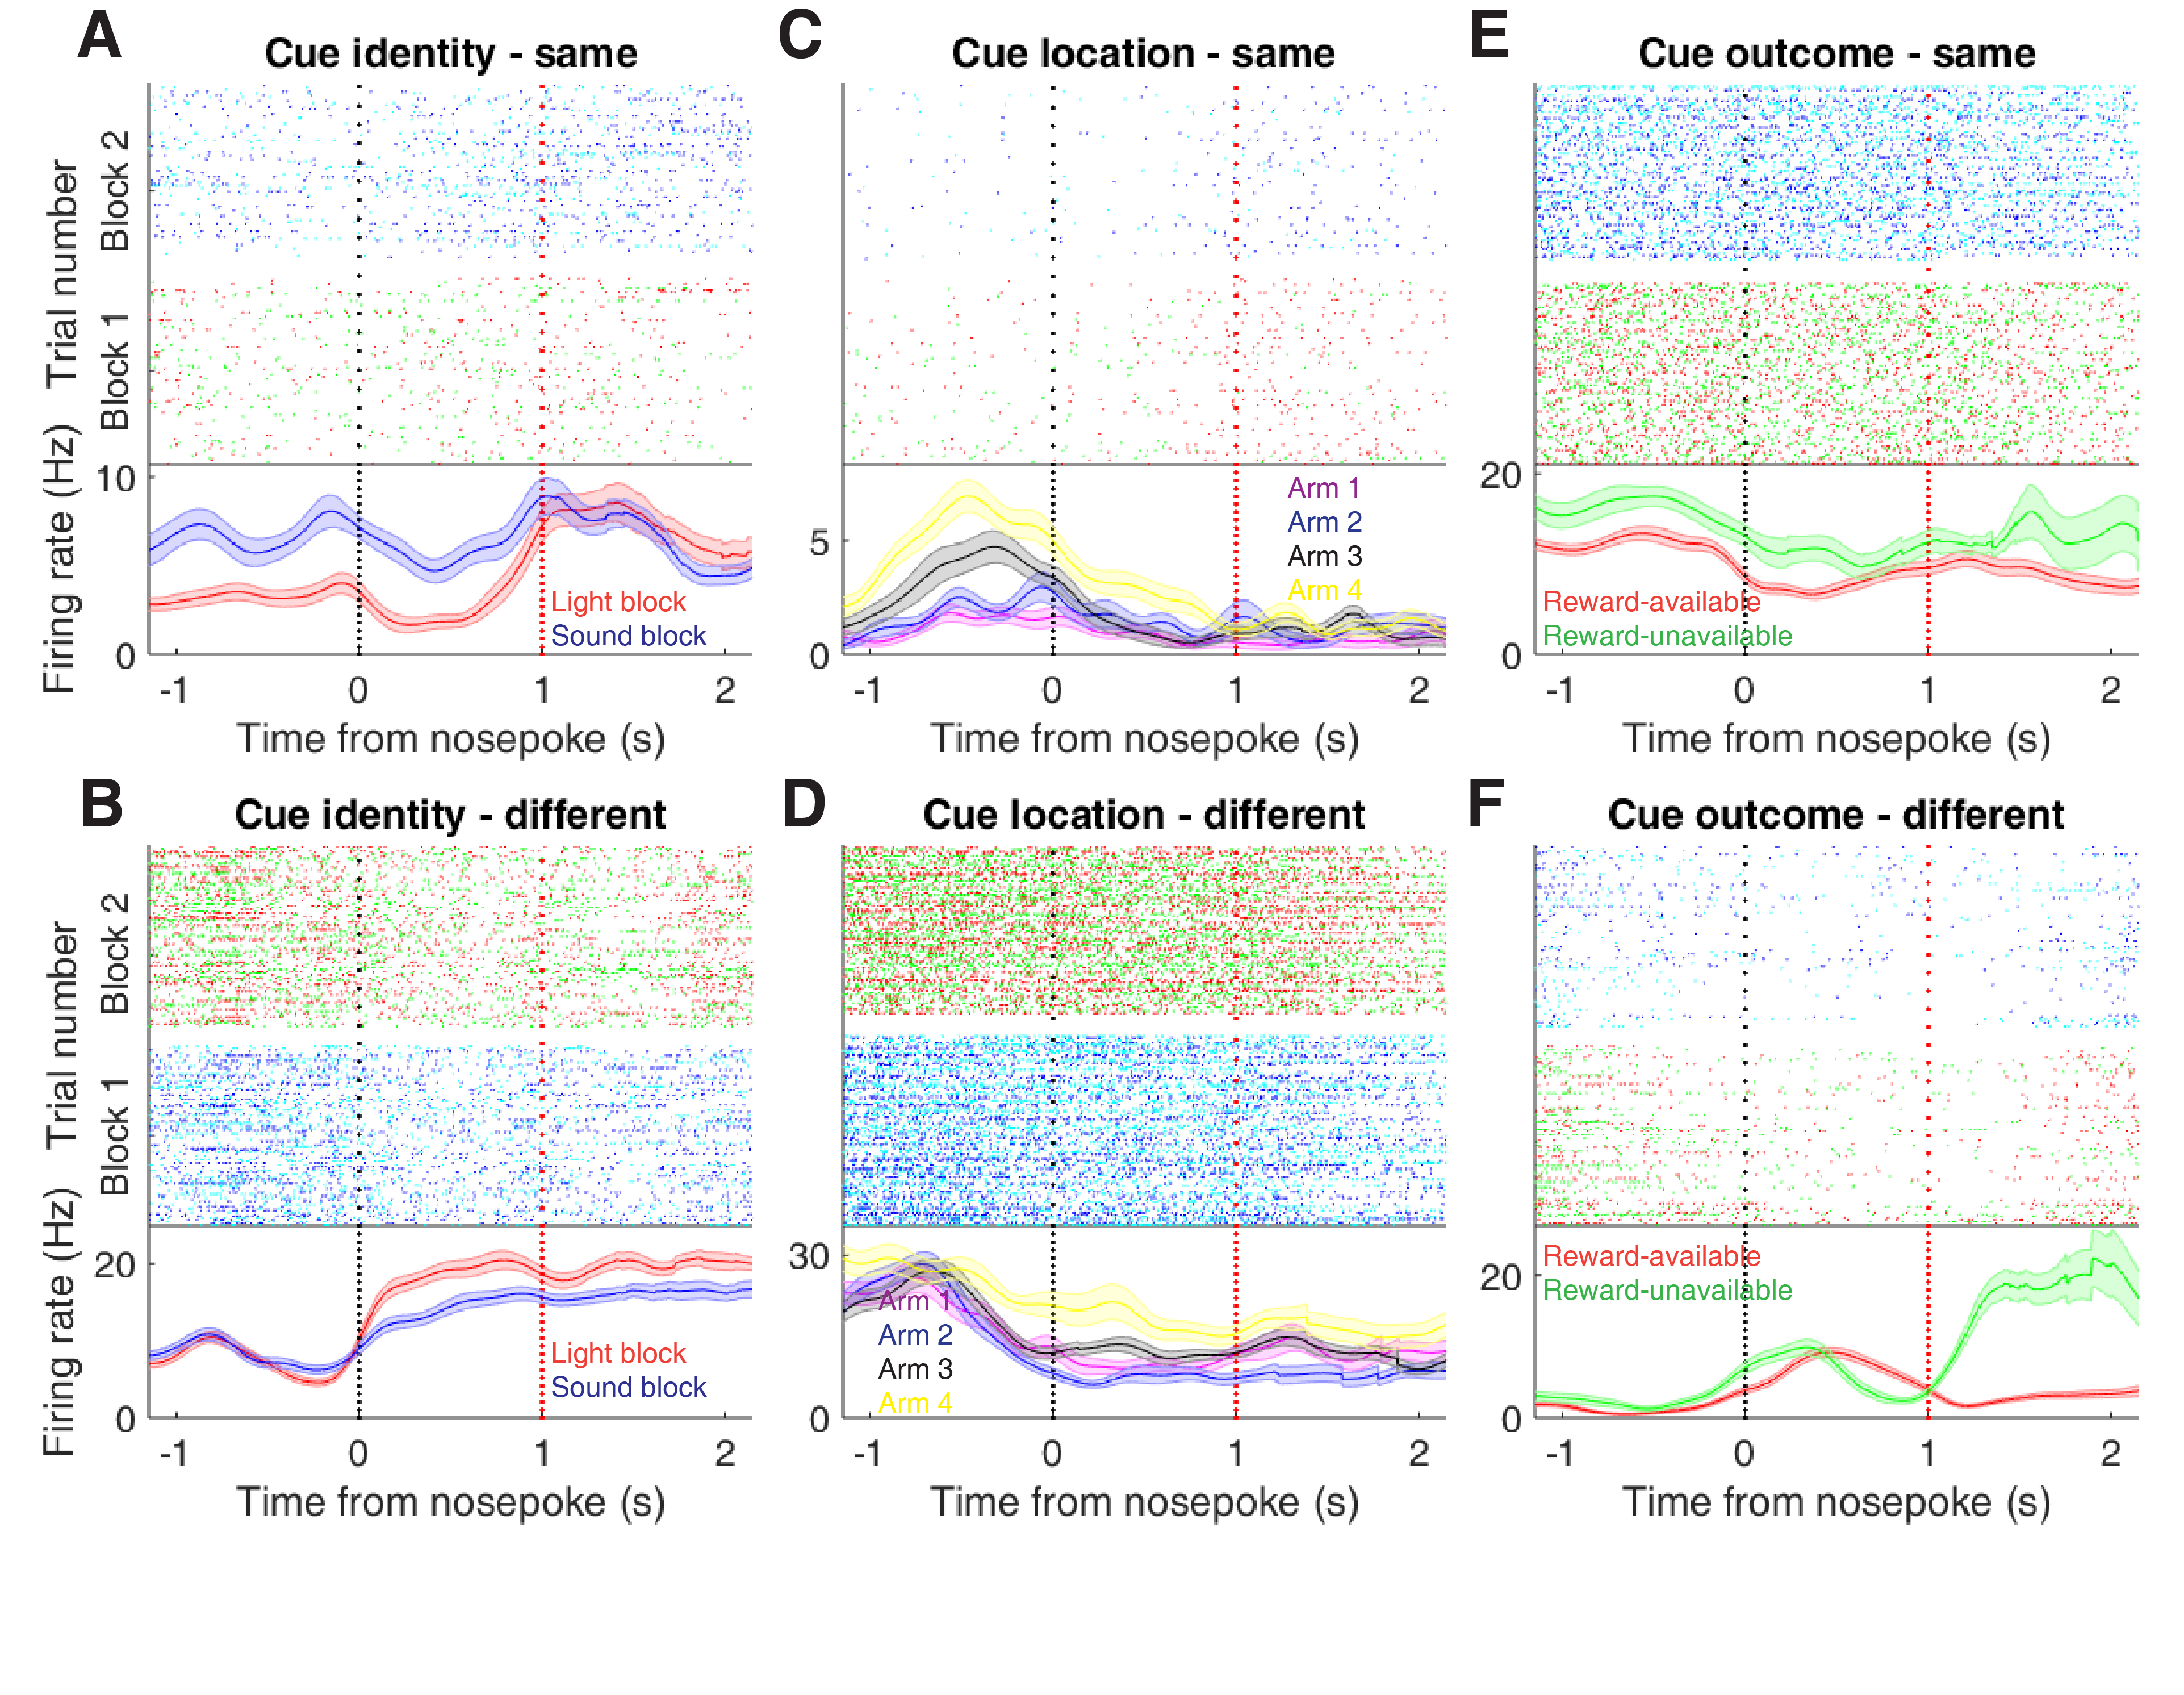 A
Cue identity - same
Trial number
Block 2
Block 1
Firing rate (Hz)
10
0
Light block
Sound block
-1 0 1 2
Time from nosepoke (s)
C
Cue location - same
5
0
Arm 1
Arm 2
Arm 3
Arm 4
-1 0 1 2
Time from nosepoke (s)
E
Cue outcome - same
20
0
Reward-available
Reward-unavailable
-1 0 1 2
Time from nosepoke (s)
B
Cue identity - different
Trial number
Block 2
Block 1
Firing rate (Hz)
20
0
Light block
Sound block
-1 0 1 2
Time from nosepoke (s)
D
Cue location - different
30
0
Arm 1
Arm 2
Arm 3
Arm 4
-1 0 1 2
Time from nosepoke (s)
F
Cue outcome - different
20
0
Reward-available
Reward-unavailable
-1 0 1 2
Time from nosepoke (s)